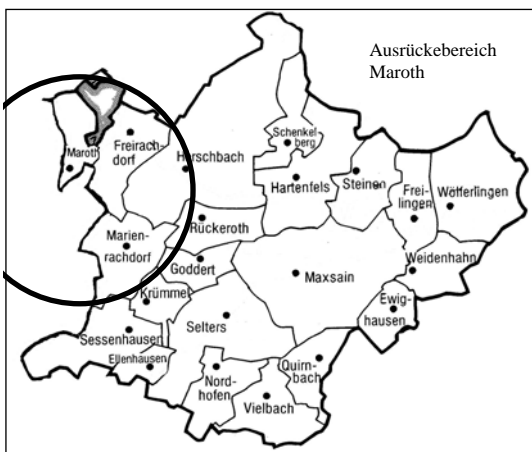 Ausrückebereich
Maroth
Schenkel-
berg
Freirach-
dorf
Maroth
Herschbach
Hartenfels
Steinen
Frei-
lingen
Wölferlingen
Rückeroth
Marien-
rachdorf
Goddert
Maxsain
Weidenhahn
Krümmel
Ewig-
hausen
Selters
Sessenhausen
Ellenhausen
Quirn-
bach
Nord-
hofen
Vielbach